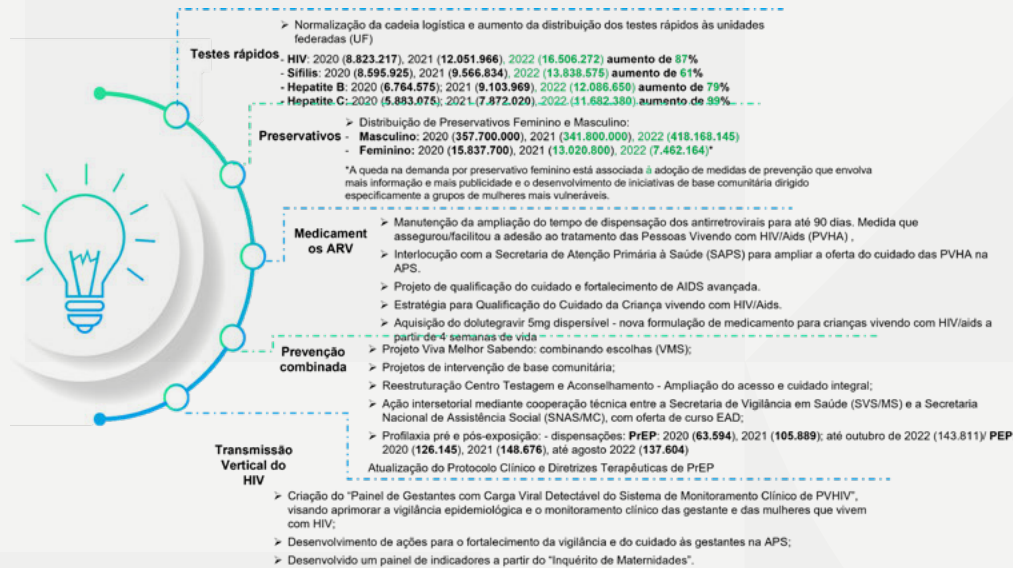 ➢ Normalização da cadeia logística e aumento da distribuição dos testes rápidos às unidades
federadas (UF)
Testes rápidos
- HIV: 2020 (8.823.217), 2021 (12.051.966), 2022 (16.506.272) aumento de 87%
- Sífilis: 2020 (8.595.925), 2021 (9.566.834), 2022 (13.838.575) aumento de 61%
- Hepatite B: 2020 (6.764.575); 2021 (9.103.969), 2022 (12.086.650) aumento de 79%
- Hepatite C: 2020 (5.883.075); 2021 (7.872.020), 2022 (11.682.380) aumento de 99%
Preservativos
➢ Distribuição de Preservativos Feminino e Masculino:
- Masculino: 2020 (357.700.000), 2021 (341.800.000), 2022 (418.168.145)
- Feminino: 2020 (15.837.700), 2021 (13.020.800), 2022 (7.462.164)*
*A queda na demanda por preservativo feminino está associada à adoção de medidas de prevenção que envolva
mais informação e mais publicidade e o desenvolvimento de iniciativas de base comunitária dirigido
especificamente a grupos de mulheres mais vulneráveis.
Medicament
os ARV
➢ Manutenção da ampliação do tempo de dispensação dos antirretrovirais para até 90 dias. Medida que
assegurou/facilitou a adesão ao tratamento das Pessoas Vivendo com HIV/Aids (PVHA) ,
➢ Interlocução com a Secretaria de Atenção Primária à Saúde (SAPS) para ampliar a oferta do cuidado das PVHA na
APS.
➢ Projeto de qualificação do cuidado e fortalecimento de AIDS avançada.
➢ Estratégia para Qualificação do Cuidado da Criança vivendo com HIV/Aids.
➢ Aquisição do dolutegravir 5mg dispersível - nova formulação de medicamento para crianças vivendo com HIV/aids a
partir de 4 semanas de vida
Prevenção
combinada
➢ Projeto Viva Melhor Sabendo: combinando escolhas (VMS);
➢ Projetos de intervenção de base comunitária;
➢ Reestruturação Centro Testagem e Aconselhamento - Ampliação do acesso e cuidado integral;
➢ Ação intersetorial mediante cooperação técnica entre a Secretaria de Vigilância em Saúde (SVS/MS) e a Secretaria
Nacional de Assistência Social (SNAS/MC), com oferta de curso EAD;
➢ Profilaxia pré e pós-exposição: - dispensações: PrEP: 2020 (63.594), 2021 (105.889); até outubro de 2022 (143.811)/ PEP
2020 (126.145), 2021 (148.676), até agosto 2022 (137.604)
Atualização do Protocolo Clínico e Diretrizes Terapêuticas de PrEP
Transmissão
Vertical do
HIV
➢ Criação do “Painel de Gestantes com Carga Viral Detectável do Sistema de Monitoramento Clínico de PVHIV”,
visando aprimorar a vigilância epidemiológica e o monitoramento clínico das gestante e das mulheres que vivem
com HIV;
➢ Desenvolvimento de ações para o fortalecimento da vigilância e do cuidado às gestantes na APS;
➢ Desenvolvido um painel de indicadores a partir do “Inquérito de Maternidades”.